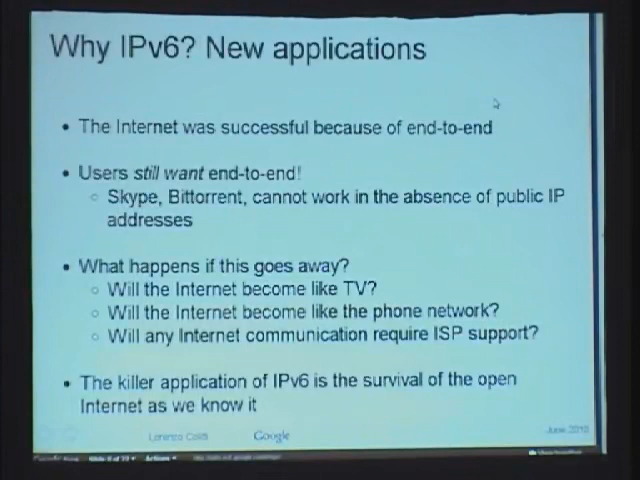 Why IPv6? New applications
• The Internet was successful because of end-to-end
• Users still want end-to-end!
○ Skype, Bittorrent, cannot work in the absence of public IP
addresses
• What happens if this goes away?
○ Will the Internet become like TV?
○ Will the Internet become like the phone network?
○ Will any Internet communication require ISP support?
• The killer application of IPv6 is the survival of the open
Internet as we know it
Lorenzo Colitti Google June 2010
Actions